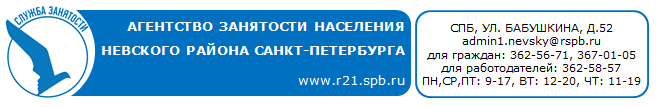 СЛУЖБА ЗАНЯТОСТИ
АГЕНТСТВО ЗАНЯТОСТИ НАСЕЛЕНИЯ
НЕВСКОГО РАЙОНА САНКТ-ПЕТЕРБУРГА
www.r21.spb.ru
СПБ, УЛ. БАБУШКИНА, Д.52
admin1.nevsky@rspb.ru
для граждан: 362-56-71, 367-01-05
для работодателей: 362-58-57
ПН,СР,ПТ: 9-17, ВТ: 12-20, ЧТ: 11-19